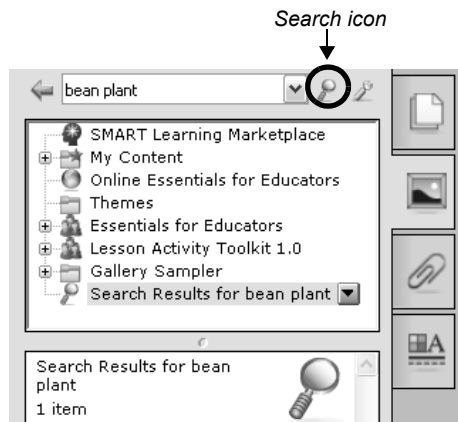 Search icon
bean plant
SMART Learning Marketplace
My Content
Online Essentials for Educators
Themes
Essentials for Educators
Lesson Activity Toolkit 1.0
Gallery Sampler
Search Results for bean plant
A
Search Results for bean
plant
1 item